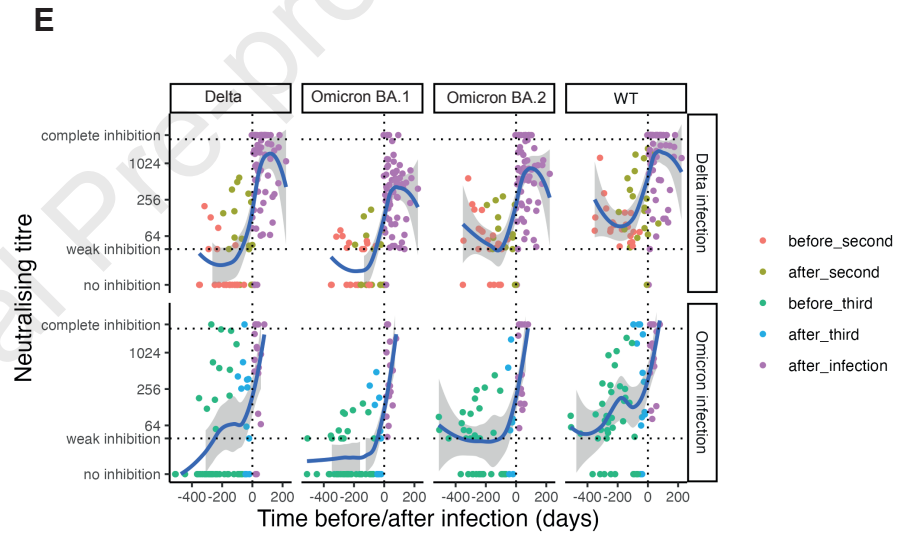 E
Delta
Omicron BA.1
Omicron BA.2
WT
complete inhibition
1024
256
64
weak inhibition
no inhibition
Delta infection
complete inhibition
1024
256
64
weak inhibition
no inhibition
Omicron infection
Neutralising titre
-400 -200 0 200 -400 -200 0 200 -400 -200 0 200 -400 -200 0 200
Time before/after infection (days)
before_second
after_second
before_third
after_third
after_infection